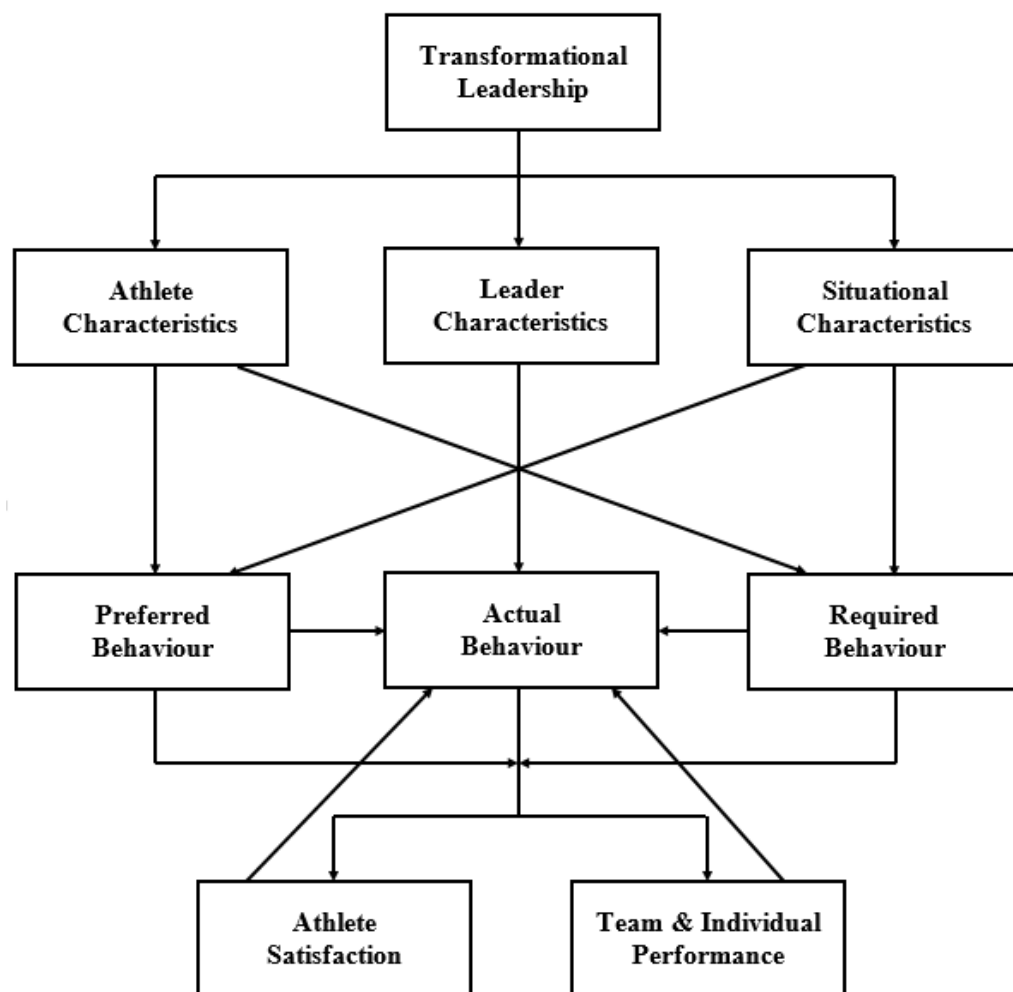 Transformational
Leadership
Athlete
Characteristics
Leader
Characteristics
Situational
Characteristics
Preferred
Behaviour
Actual
Behaviour
Required
Behaviour
Athlete
Satisfaction
Team & Individual
Performance